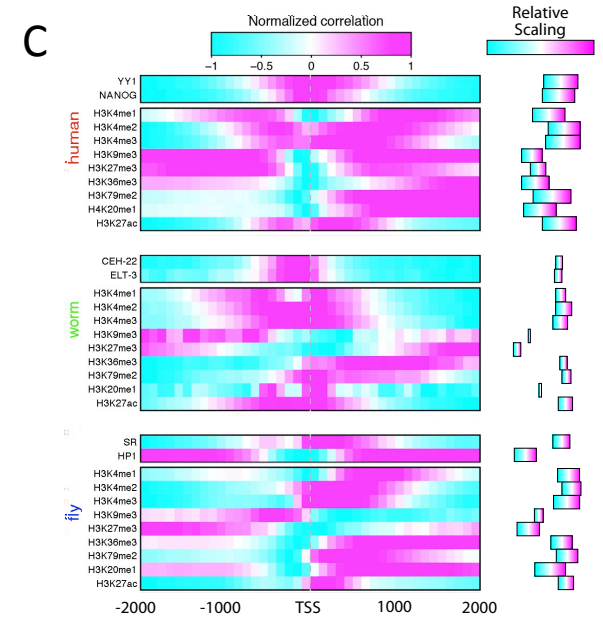 C
Normalized correlation
−1 −0.5 0 0.5 1
Relative
Scaling
human
YY1
NANOG
H3K4me1
H3K4me2
H3K4me3
H3K9me3
H3K27me3
H3K36me3
H3K79me2
H4K20me1
H3K27ac
worm
CEH-22
ELT-3
H3K4me1
H3K4me2
H3K4me3
H3K9me3
H3K27me3
H3K36me3
H3K79me2
H3K20me1
H3K27ac
fly
SR
HP1
H3K4me1
H3K4me2
H3K4me3
H3K9me3
H3K27me3
H3K36me3
H3K79me2
H3K20me1
H3K27ac
-2000 -1000 TSS 1000 2000